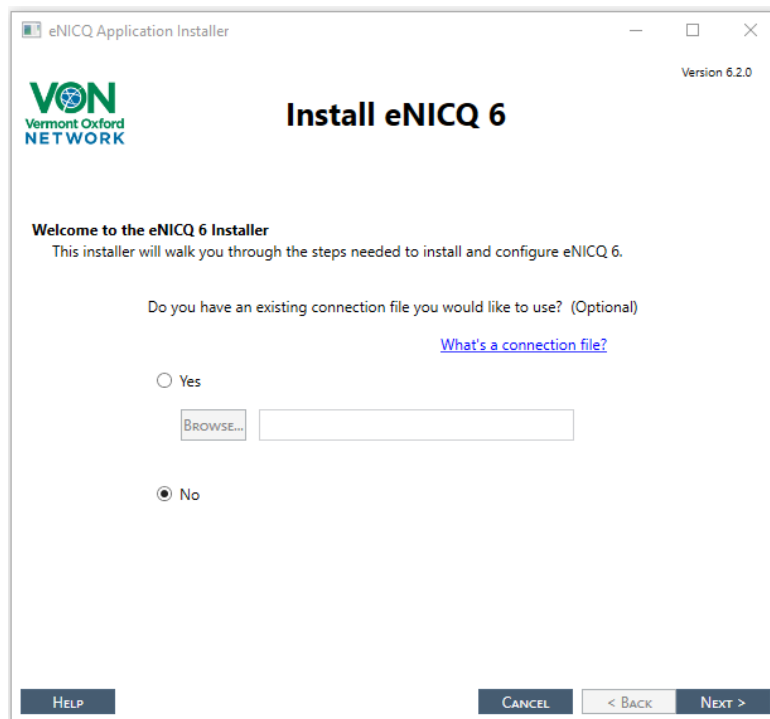 eNICQ Application Installer
Version 6.2.0
VON
Vermont Oxford
NETWORK
Install eNICQ 6
Welcome to the eNICQ 6 Installer
This installer will walk you through the steps needed to install and configure eNICQ 6.
Do you have an existing connection file you would like to use?  (Optional)
What's a connection file?
Yes
Browse...
No
Help
Cancel
< Back
Next >